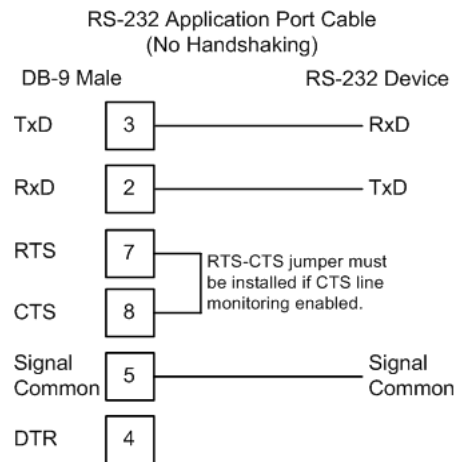 RS-232 Application Port Cable
(No Handshaking)
DB-9 Male RS-232 Device
TxD 3 RxD
RxD 2 TxD
RTS 7
RTS-CTS jumper must
be installed if CTS line
monitoring enabled.
CTS 8
Signal
Common 5 Signal
Common
DTR 4